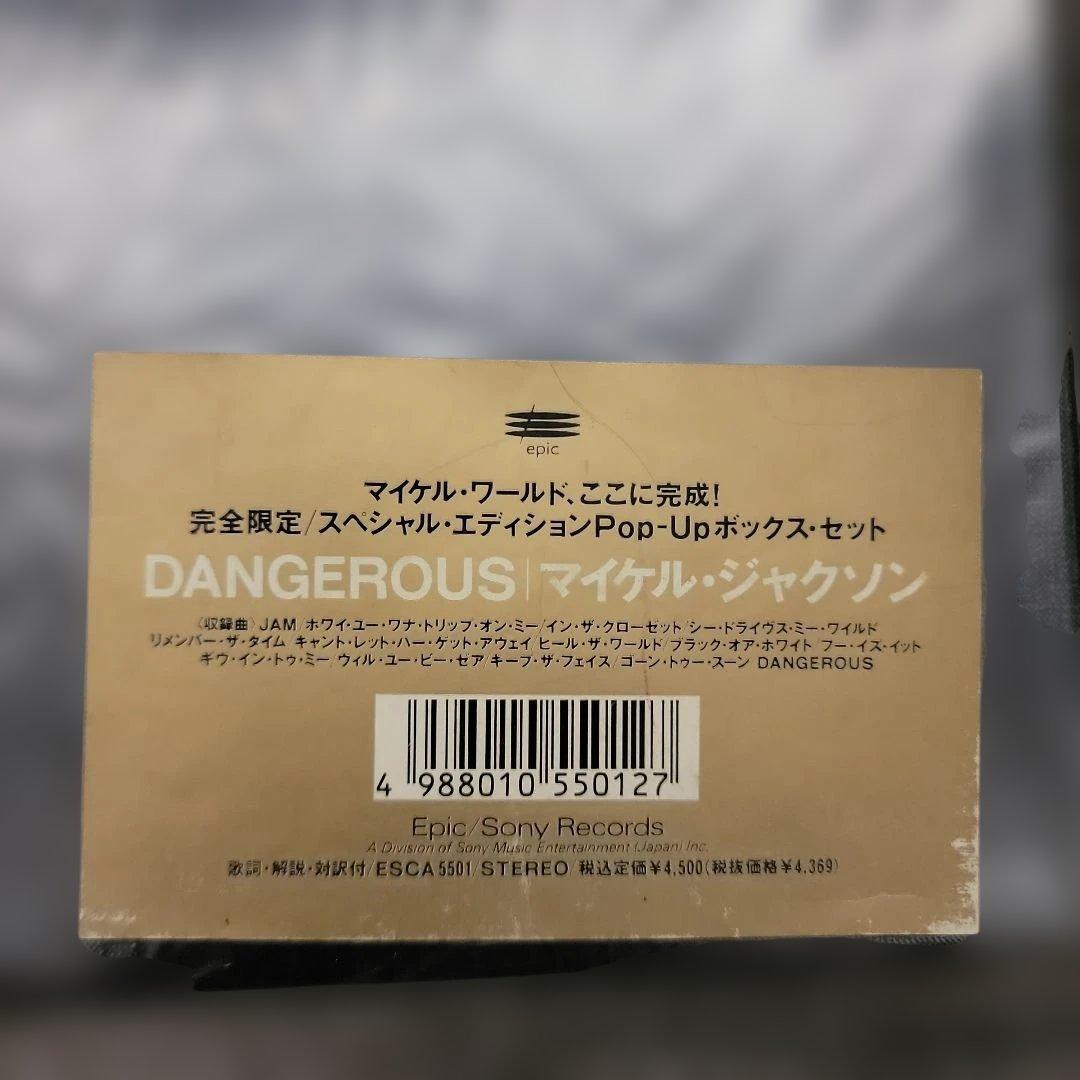 epic
マイケル・ワールド、ここに完成!
完全限定/スペシャル・エディションPop-Upボックス・セット
DANGEROUS|マイケル・ジャクソン
〈収録曲〉JAM/ホワイ・ユー・ワナ・トリップ・オン・ミー/イン・ザ・クローゼット/シー・ドライヴス・ミー・ワイルド
リメンバー・ザ・タイム/キャント・レット・ハー・ゲット・アウェイ/ヒール・ザ・ワールド/ブラック・オア・ホワイト/フー・イズ・イット
ギヴ・イン・トゥ・ミー/ウィル・ユー・ビー・ゼア/キープ・ザ・フェイス/ゴーン・トゥー・スーン DANGEROUS
4 988010 550127
Epic/Sony Records
A Division of Sony Music Entertainment (Japan) Inc.
歌詞・解説・対訳付/ESCA 5501/STEREO/税込定価¥4,500(税抜価格¥4,369)